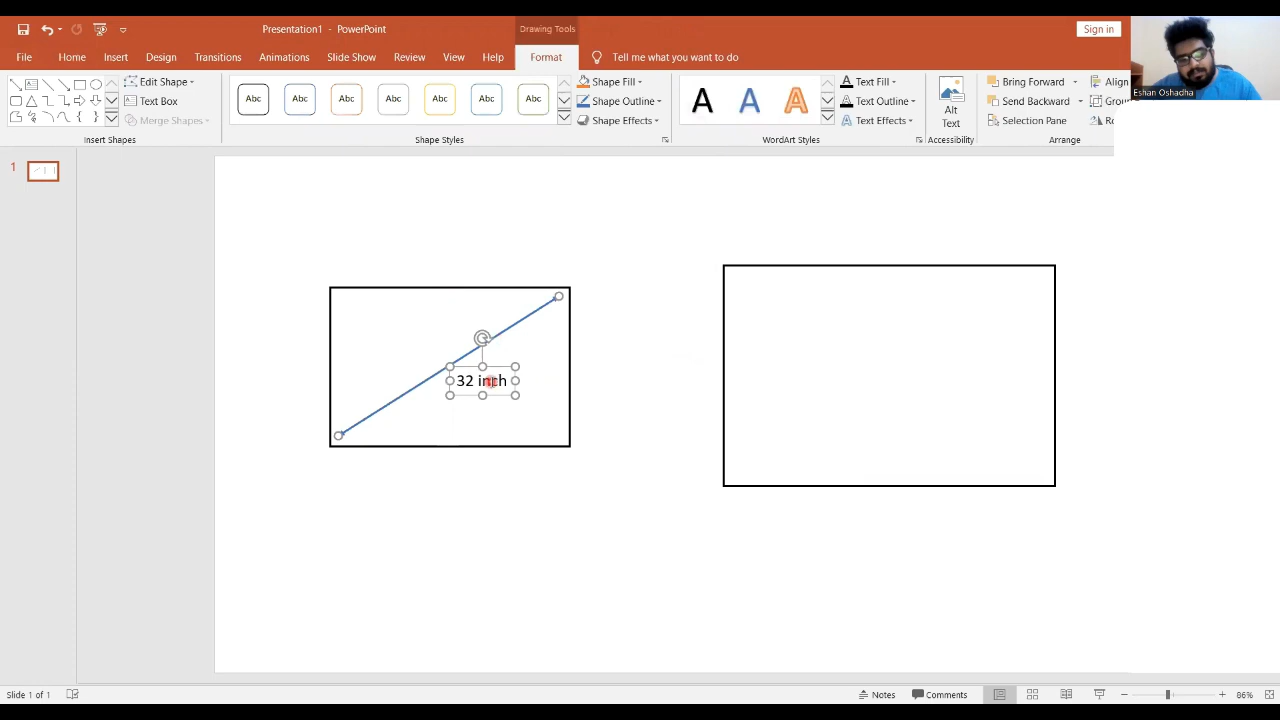 Presentation1 - PowerPoint
Drawing Tools
Sign in
File
Home
Insert
Design
Transitions
Animations
Slide Show
Review
View
Help
Format
Tell me what you want to do
Edit Shape
Text Box
Merge Shapes
Insert Shapes
Abc Abc Abc Abc Abc Abc Abc
Shape Fill
Shape Outline
Shape Effects
Shape Styles
A A A
Text Fill
Text Outline
Text Effects
WordArt Styles
Alt
Text
Accessibility
Bring Forward
Send Backward
Selection Pane
Arrange
Eshan Oshadha
1
32 inch
Slide 1 of 1
Notes
Comments
86%